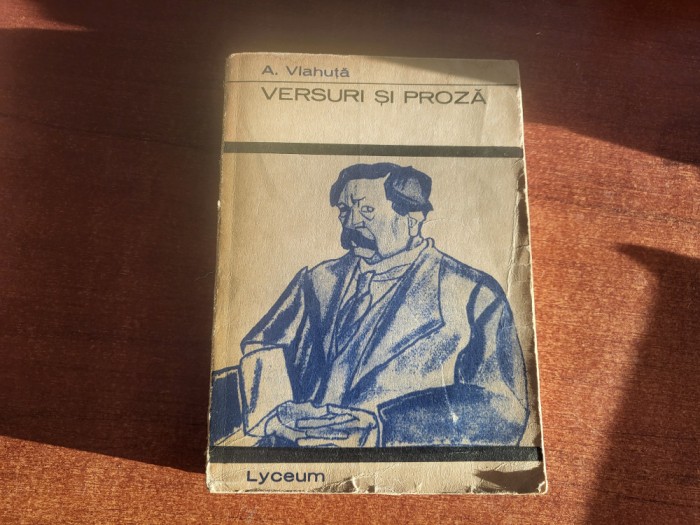 A. Vlahuță
VERSURI ȘI PROZĂ
Lyceum